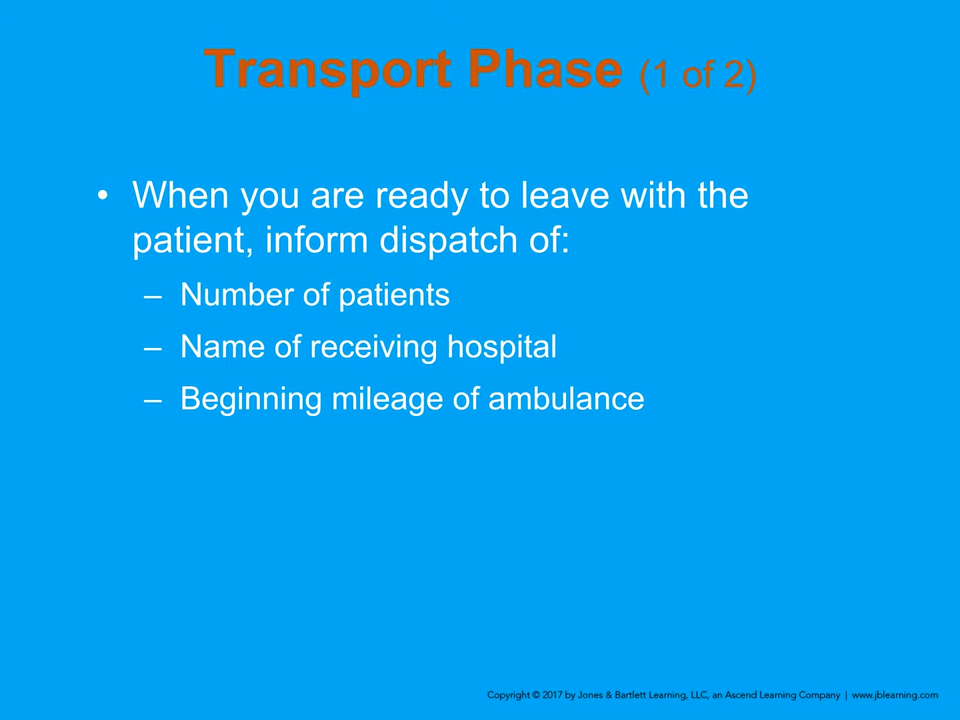 Transport Phase (1 of 2)
• When you are ready to leave with the
patient, inform dispatch of:
– Number of patients
– Name of receiving hospital
– Beginning mileage of ambulance
Copyright © 2017 by Jones & Bartlett Learning, LLC, an Ascend Learning Company | www.jblearning.com